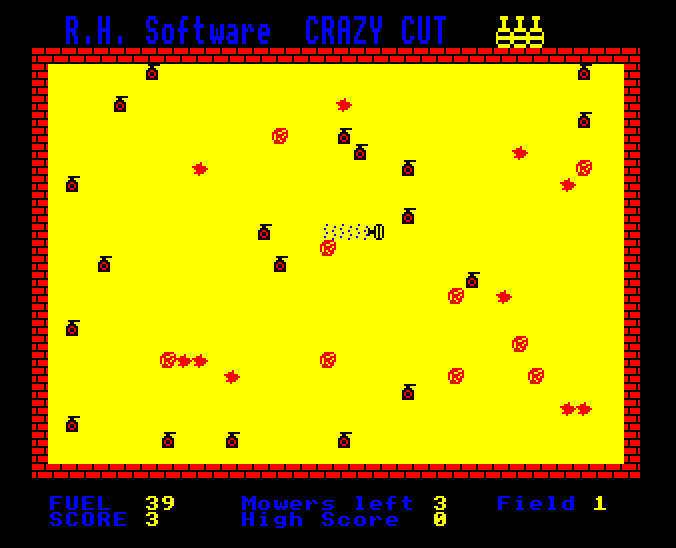 R.H. Software CRAZY CUT
FUEL 39 Mowers left 3 Field 1
SCORE 3 High Score 0